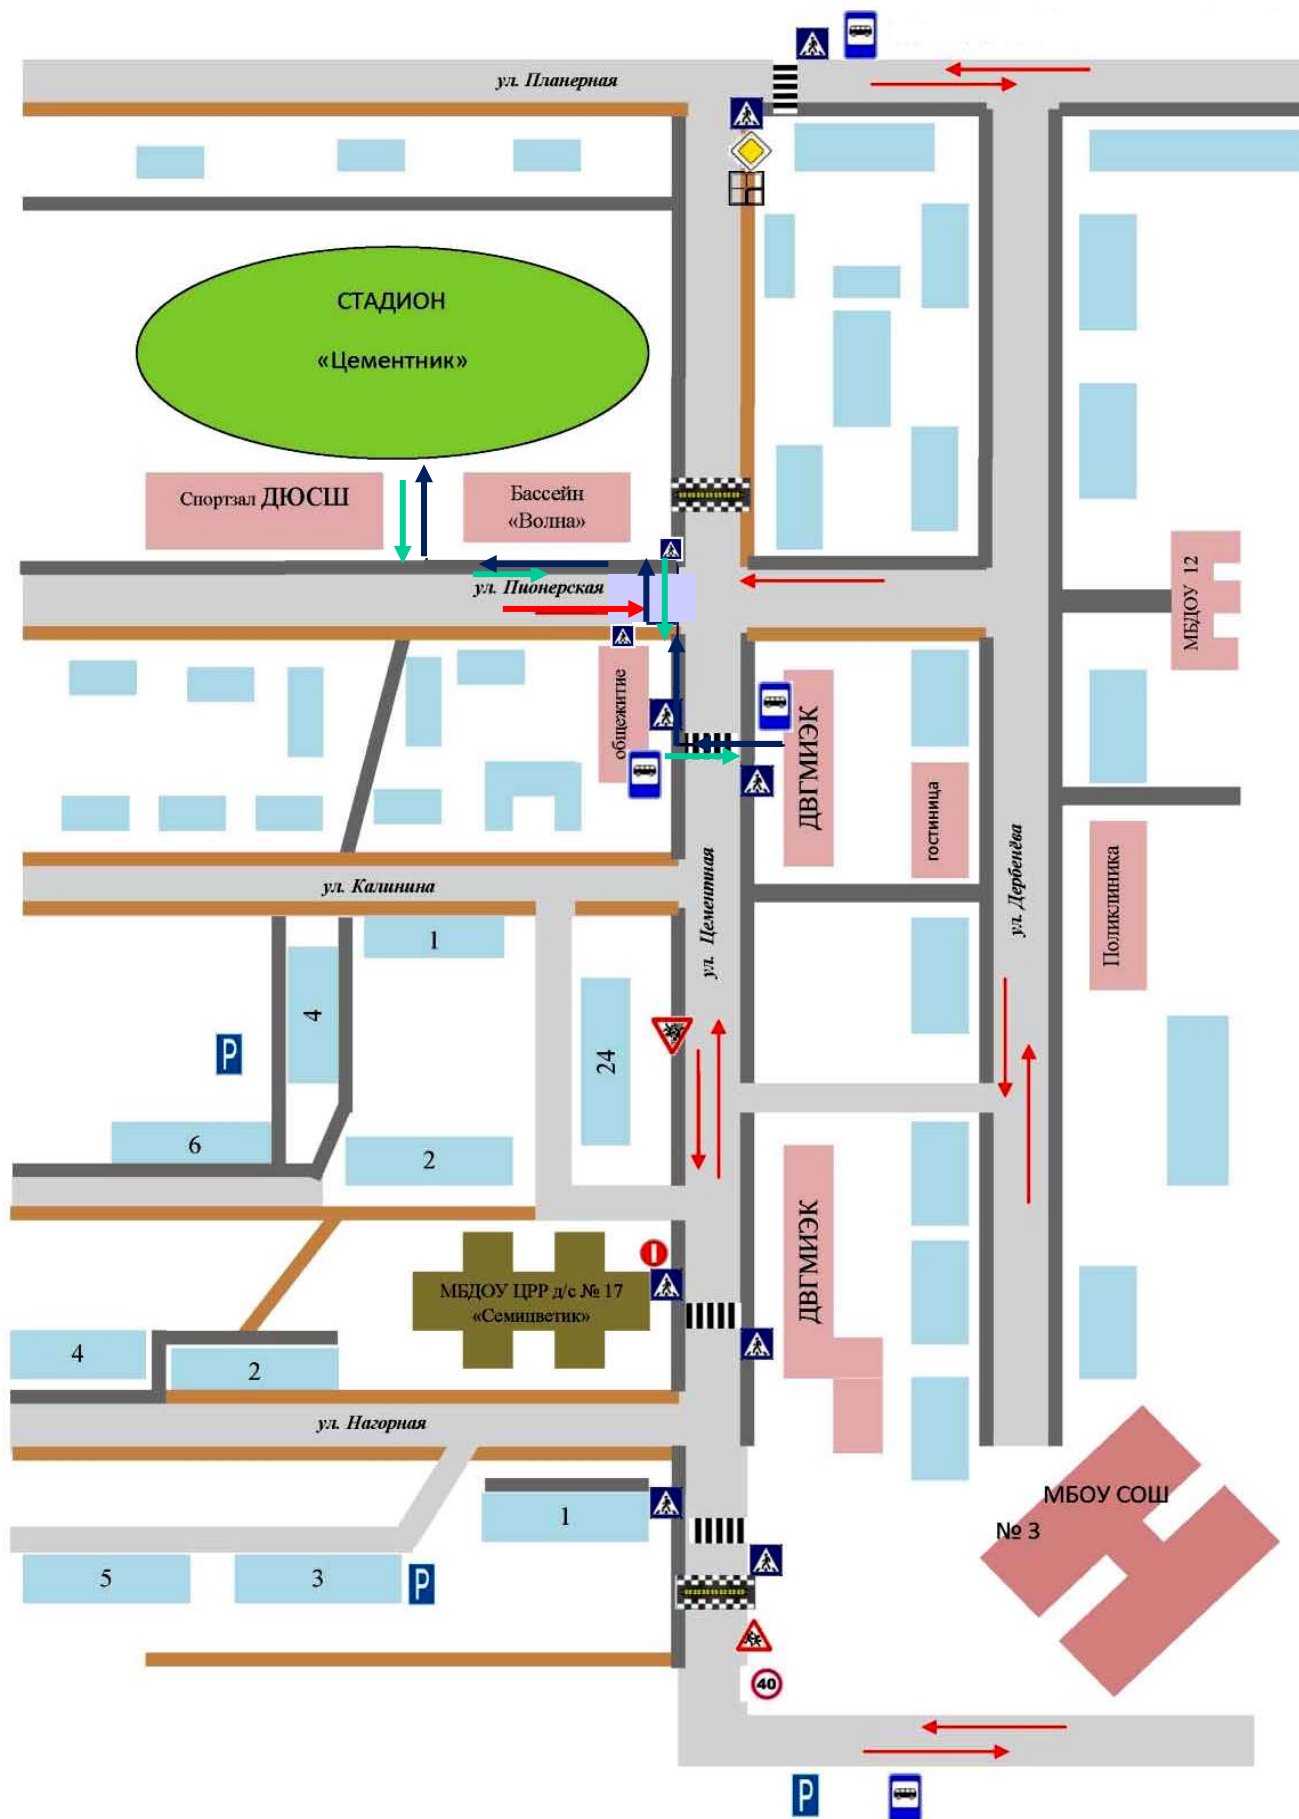 ул. Планерная
СТАДИОН
«Цементник»
Спортзал ДЮСШ
Бассейн
«Волна»
ул. Пионерская
МБДОУ 12
общежитие
ДВГМИЭК
гостиница
ул. Цементная
ул. Дербенёва
Поликлиника
ул. Калинина
1
4
24
P
6
2
МБДОУ ЦРР д/с № 17
«Семицветик»
ДВГМИЭК
4
2
ул. Нагорная
МБОУ СОШ
№ 3
1
5
3
P
40
P